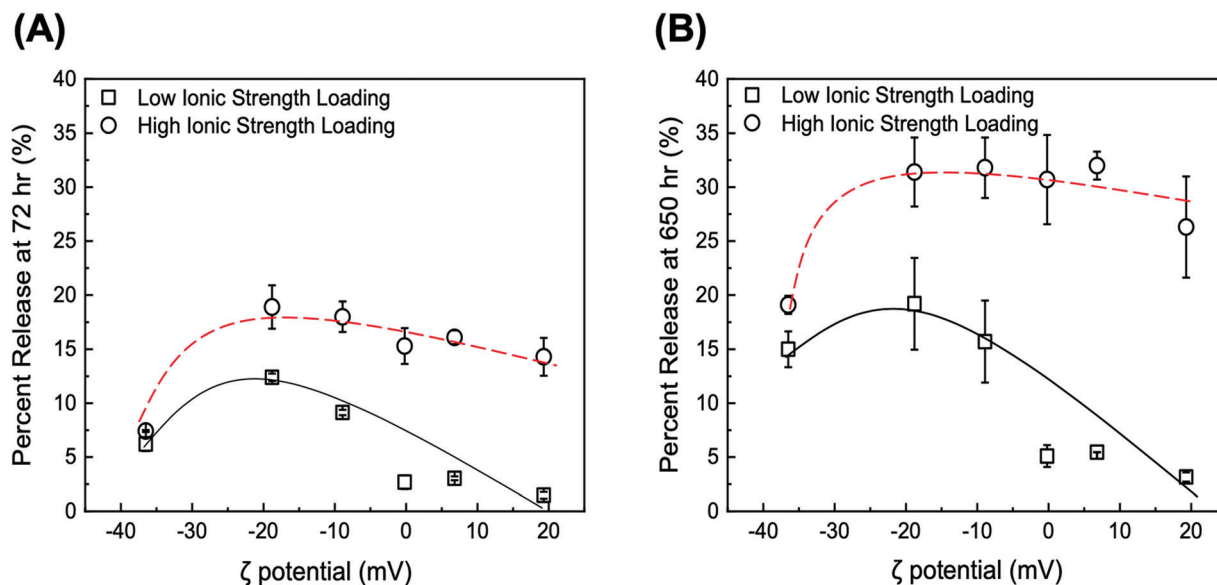 (A)
Percent Release at 72 hr (%)
40
35
30
25
20
15
10
5
0
Low Ionic Strength Loading
High Ionic Strength Loading
-40 -30 -20 -10 0 10 20
ζ potential (mV)
(B)
Percent Release at 650 hr (%)
40
35
30
25
20
15
10
5
0
Low Ionic Strength Loading
High Ionic Strength Loading
-40 -30 -20 -10 0 10 20
ζ potential (mV)